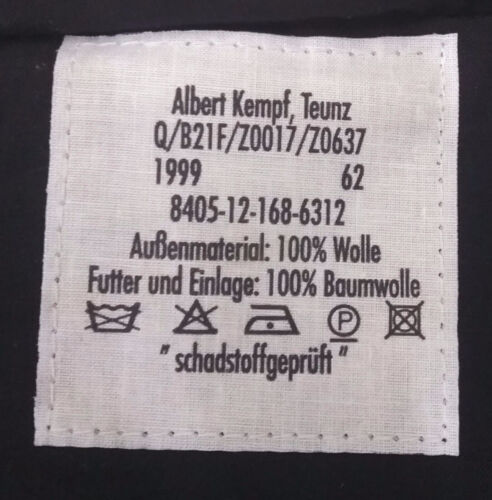 Albert Kempf, Teunz
Q/B21F/Z0017/Z0637
1999 62
8405-12-168-6312
Außenmaterial: 100% Wolle
Futter und Einlage: 100% Baumwolle
P
" schadstoffgeprüft "